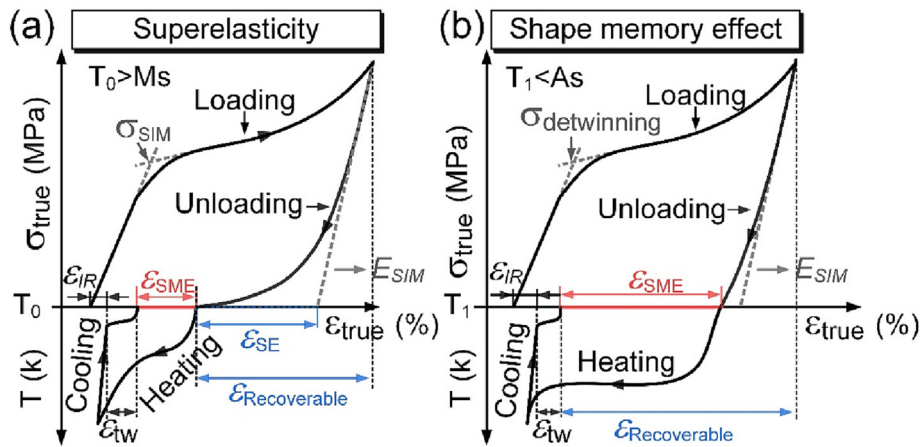 (a) Superelasticity
T₀>Ms
Loading
σSIM
σtrue (MPa)
Unloading
εIR
εSME
ESIM
T₀
εtrue (%)
εSE
Cooling
Heating
T (k)
εRecoverable
εtw
(b) Shape memory effect
T₁<As
Loading
σdetwinning
σtrue (MPa)
Unloading
εIR
εSME
ESIM
T₁
εtrue (%)
Cooling
Heating
T (k)
εtw
εRecoverable